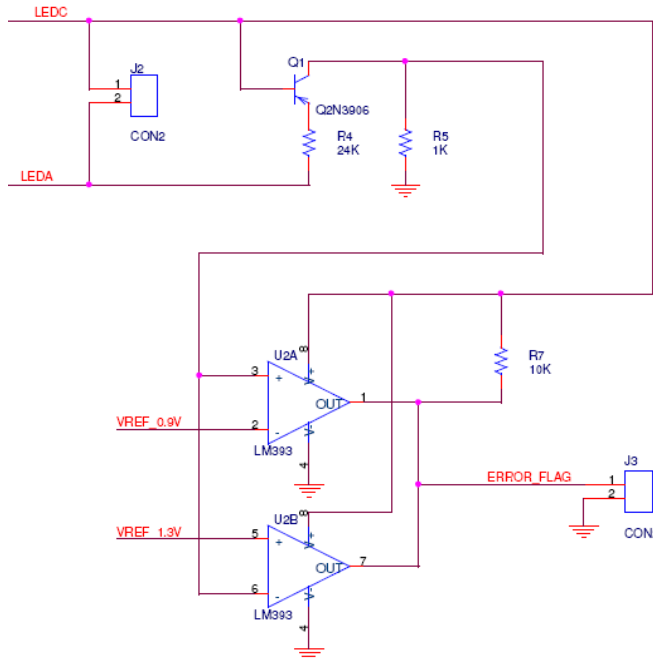 LEDC
J2
1
2
CON2
Q1
Q2N3906
R4
24K
R5
1K
LEDA
U2A
8
3
+
V+
OUT
1
VREF_0.9V
2
-
V-
LM393
4
R7
10K
ERROR_FLAG
J3
1
2
CON
U2B
8
VREF_1.3V
5
+
V+
OUT
7
6
-
V-
LM393
4